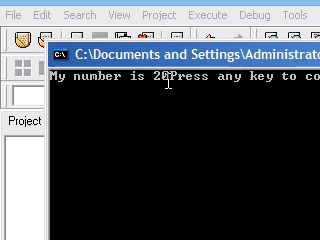 File Edit Search View Project Execute Debug Tools
C:\Documents and Settings\Administrato
My number is 20Press any key to co
Project